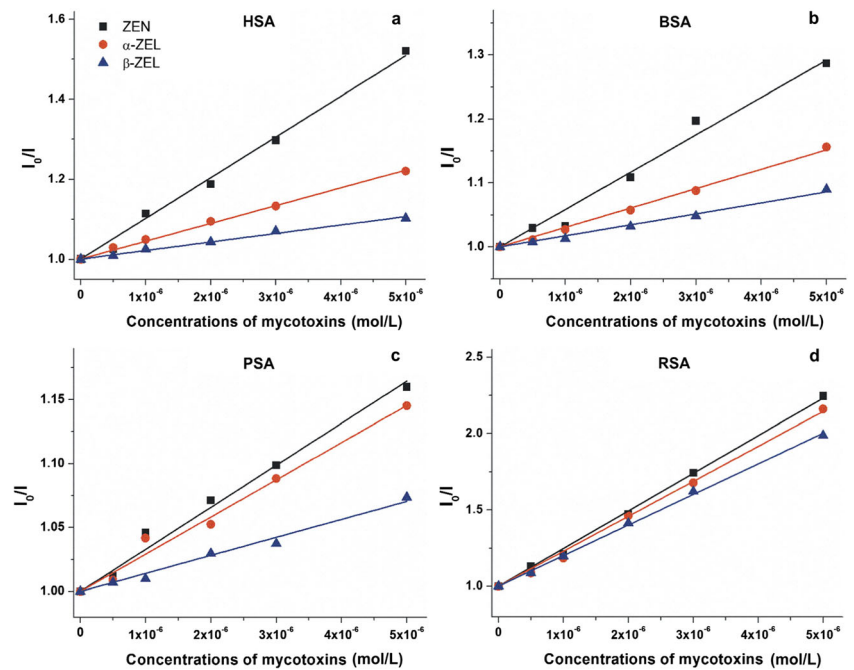 HSA a
ZEN
α-ZEL
β-ZEL
I₀/I
1.6
1.4
1.2
1.0
0 1x10⁻⁶ 2x10⁻⁶ 3x10⁻⁶ 4x10⁻⁶ 5x10⁻⁶
Concentrations of mycotoxins (mol/L)
BSA b
I₀/I
1.3
1.2
1.1
1.0
0 1x10⁻⁶ 2x10⁻⁶ 3x10⁻⁶ 4x10⁻⁶ 5x10⁻⁶
Concentrations of mycotoxins (mol/L)
PSA c
I₀/I
1.15
1.10
1.05
1.00
0 1x10⁻⁶ 2x10⁻⁶ 3x10⁻⁶ 4x10⁻⁶ 5x10⁻⁶
Concentrations of mycotoxins (mol/L)
RSA d
I₀/I
2.5
2.0
1.5
1.0
0 1x10⁻⁶ 2x10⁻⁶ 3x10⁻⁶ 4x10⁻⁶ 5x10⁻⁶
Concentrations of mycotoxins (mol/L)